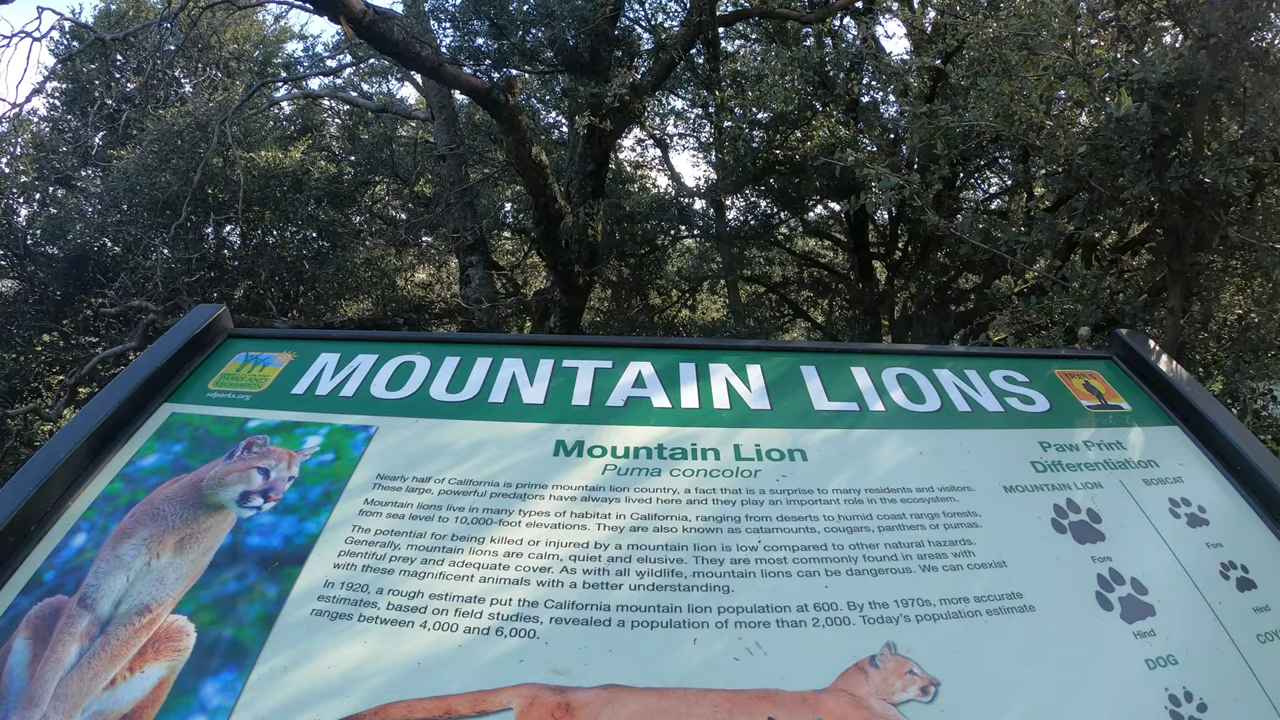 PARKS AND
RECREATION
sdparks.org
MOUNTAIN LIONS
TRAILS
Mountain Lion
Puma concolor
Nearly half of California is prime mountain lion country, a fact that is a surprise to many residents and visitors.
These large, powerful predators have always lived here and they play an important role in the ecosystem.
Mountain lions live in many types of habitat in California, ranging from deserts to humid coast range forests,
from sea level to 10,000-foot elevations. They are also known as catamounts, cougars, panthers or pumas.
The potential for being killed or injured by a mountain lion is low compared to other natural hazards.
Generally, mountain lions are calm, quiet and elusive. They are most commonly found in areas with
plentiful prey and adequate cover. As with all wildlife, mountain lions can be dangerous. We can coexist
with these magnificent animals with a better understanding.
In 1920, a rough estimate put the California mountain lion population at 600. By the 1970s, more accurate
estimates, based on field studies, revealed a population of more than 2,000. Today's population estimate
ranges between 4,000 and 6,000.
Paw Print
Differentiation
MOUNTAIN LION
Fore
Hind
DOG
BOBCAT
Fore
Hind
COY